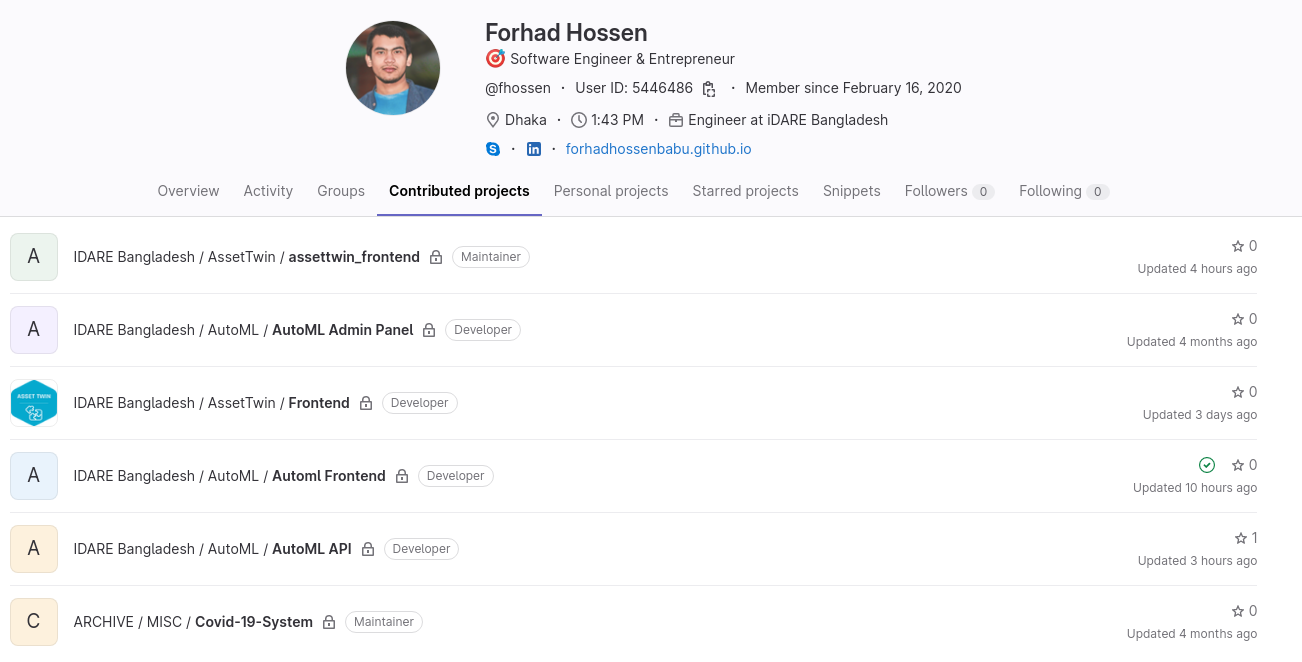 Forhad Hossen
Software Engineer & Entrepreneur
@fhossen · User ID: 5446486 · Member since February 16, 2020
Dhaka · 1:43 PM · Engineer at iDARE Bangladesh
· · forhadhossenbabu.github.io
Overview Activity Groups Contributed projects Personal projects Starred projects Snippets Followers 0 Following 0
A IDARE Bangladesh / AssetTwin / assettwin_frontend Maintainer 0
Updated 4 hours ago
A IDARE Bangladesh / AutoML / AutoML Admin Panel Developer 0
Updated 4 months ago
ASSET TWIN IDARE Bangladesh / AssetTwin / Frontend Developer 0
Updated 3 days ago
A IDARE Bangladesh / AutoML / Automl Frontend Developer 0
Updated 10 hours ago
A IDARE Bangladesh / AutoML / AutoML API Developer 1
Updated 3 hours ago
C ARCHIVE / MISC / Covid-19-System Maintainer 0
Updated 4 months ago